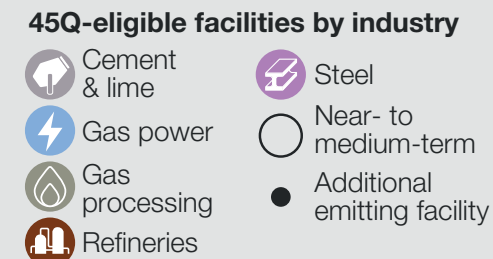 45Q-eligible facilities by industry
Cement
& lime
Gas power
Gas
processing
Refineries
Steel
Near- to
medium-term
Additional
emitting facility